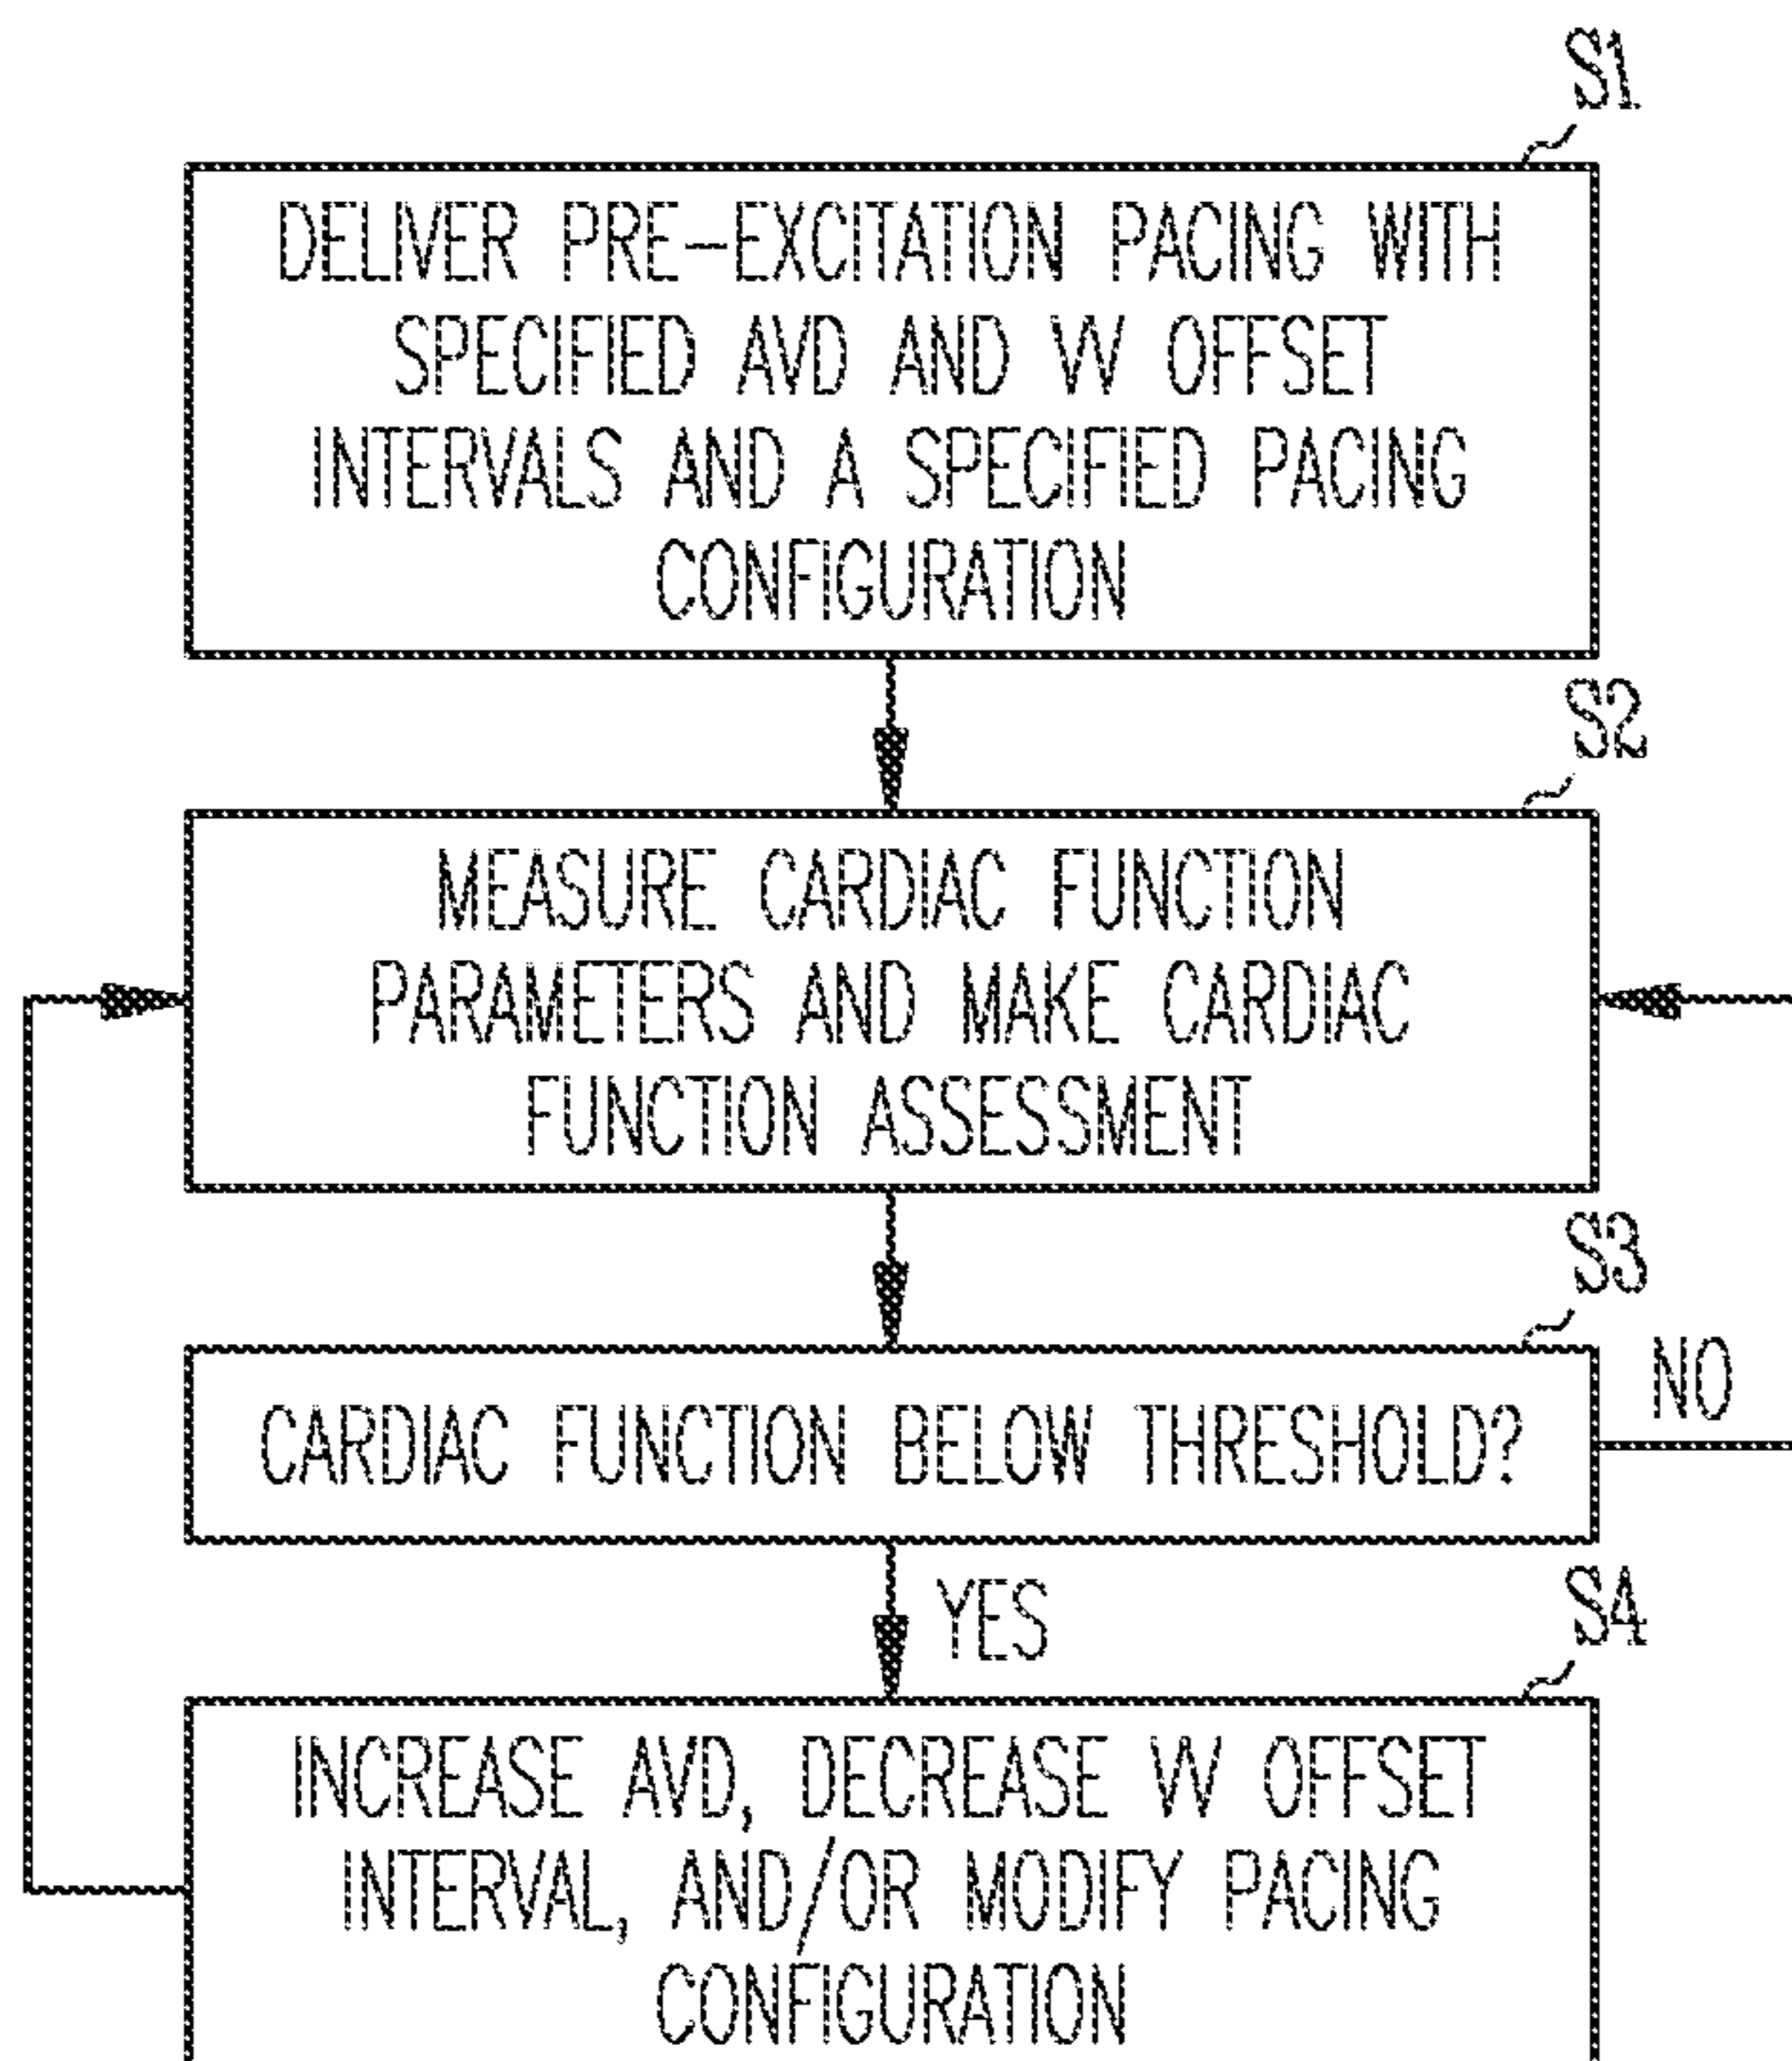 S1
DELIVER PRE-EXCITATION PACING WITH
SPECIFIED AVD AND VV OFFSET
INTERVALS AND A SPECIFIED PACING
CONFIGURATION
S2
MEASURE CARDIAC FUNCTION
PARAMETERS AND MAKE CARDIAC
FUNCTION ASSESSMENT
S3
CARDIAC FUNCTION BELOW THRESHOLD?
NO
YES
S4
INCREASE AVD, DECREASE VV OFFSET
INTERVAL, AND/OR MODIFY PACING
CONFIGURATION